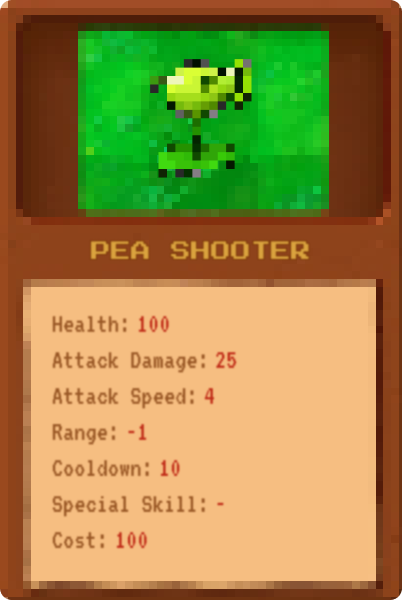 PEA SHOOTER
Health: 100
Attack Damage: 25
Attack Speed: 4
Range: -1
Cooldown: 10
Special Skill: -
Cost: 100